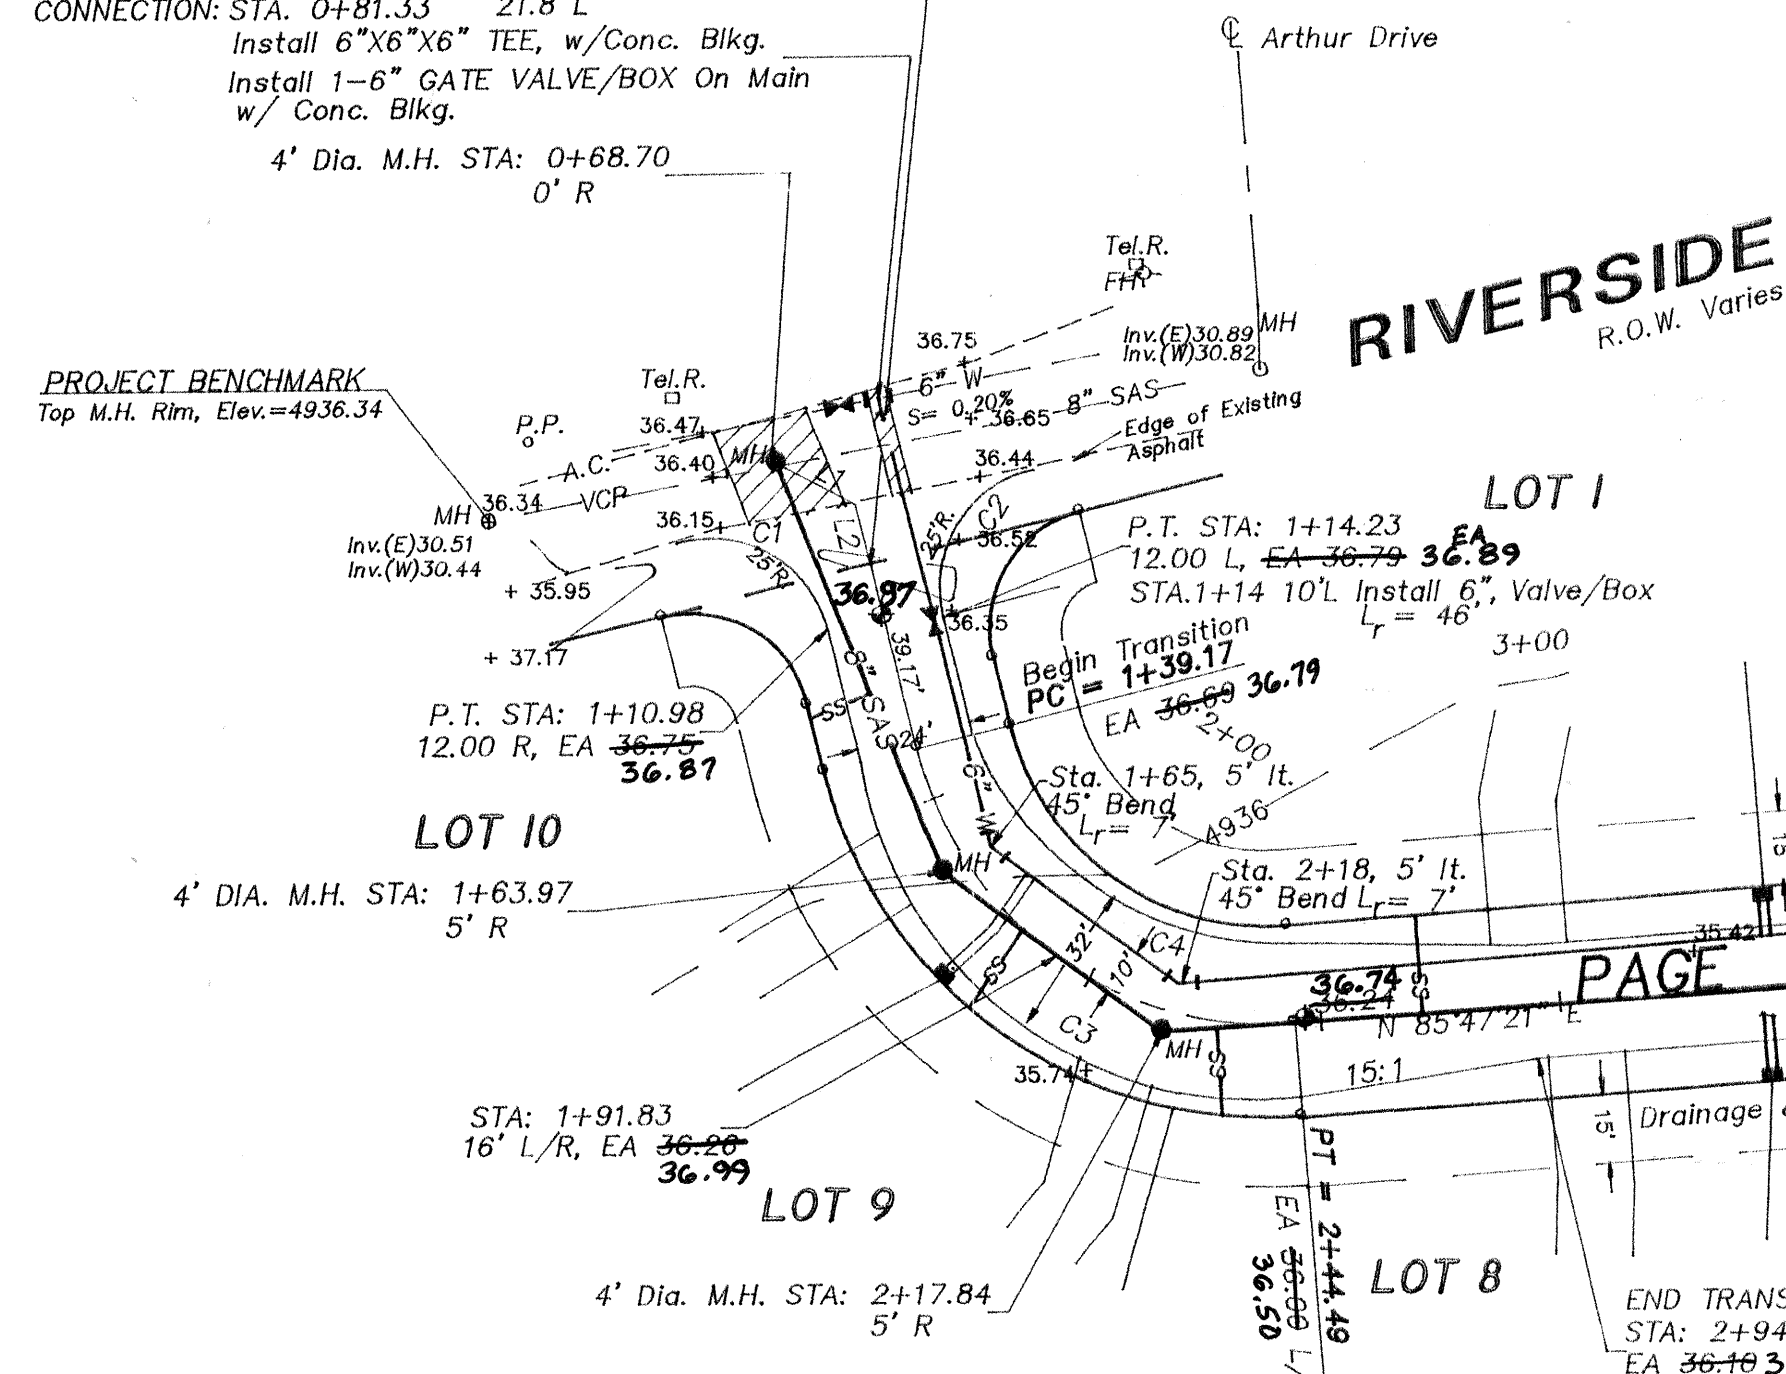 CONNECTION: STA. 0+81.33 21.8 L
Install 6"X6"X6" TEE, w/Conc. Blkg.
Install 1-6" GATE VALVE/BOX On Main
w/ Conc. Blkg.
4' Dia. M.H. STA: 0+68.70
0' R
℄ Arthur Drive
Tel.R.
FH
RIVERSIDE
R.O.W. Varies
36.75
Inv.(E)30.89 MH
Inv.(W)30.82
PROJECT BENCHMARK
Top M.H. Rim, Elev.=4936.34
Tel.R.
6" W
S= 0.20%
+ 36.65 8" SAS
P.P.
36.47
Edge of Existing
Asphalt
A.C.
36.40
MH
36.44
MH 36.34
VCP
36.15
C1
25'R.
L2
25'R.
C2
36.52
LOT 1
Inv.(E)30.51
Inv.(W)30.44
+ 35.95
P.T. STA: 1+14.23
12.00 L, EA 36.79 EA 36.89
STA.1+14 10'L Install 6", Valve/Box
Lr = 46'
36.97
36.35
+ 37.17
8" SAS
39.17'
Begin Transition
PC = 1+39.17
EA 36.69 36.79
3+00
2+00
P.T. STA: 1+10.98
12.00 R, EA 36.75
36.87
SS
24'
6" W
Sta. 1+65, 5' lt.
45° Bend
Lr= 7'
4936
LOT 10
MH
4' DIA. M.H. STA: 1+63.97
5' R
Sta. 2+18, 5' lt.
45° Bend Lr= 7'
15'
32'
10'
C4
C3
SS
35.42
PAGE
36.74
36.24
SS
N 85°47'21" E
MH
SS
35.74
15:1
15'
Drainage
STA: 1+91.83
16' L/R, EA 36.26
36.99
LOT 9
PT = 2+44.49
EA 36.00 L,
36.50
LOT 8
4' Dia. M.H. STA: 2+17.84
5' R
END TRANS
STA: 2+94
EA 36.10 3